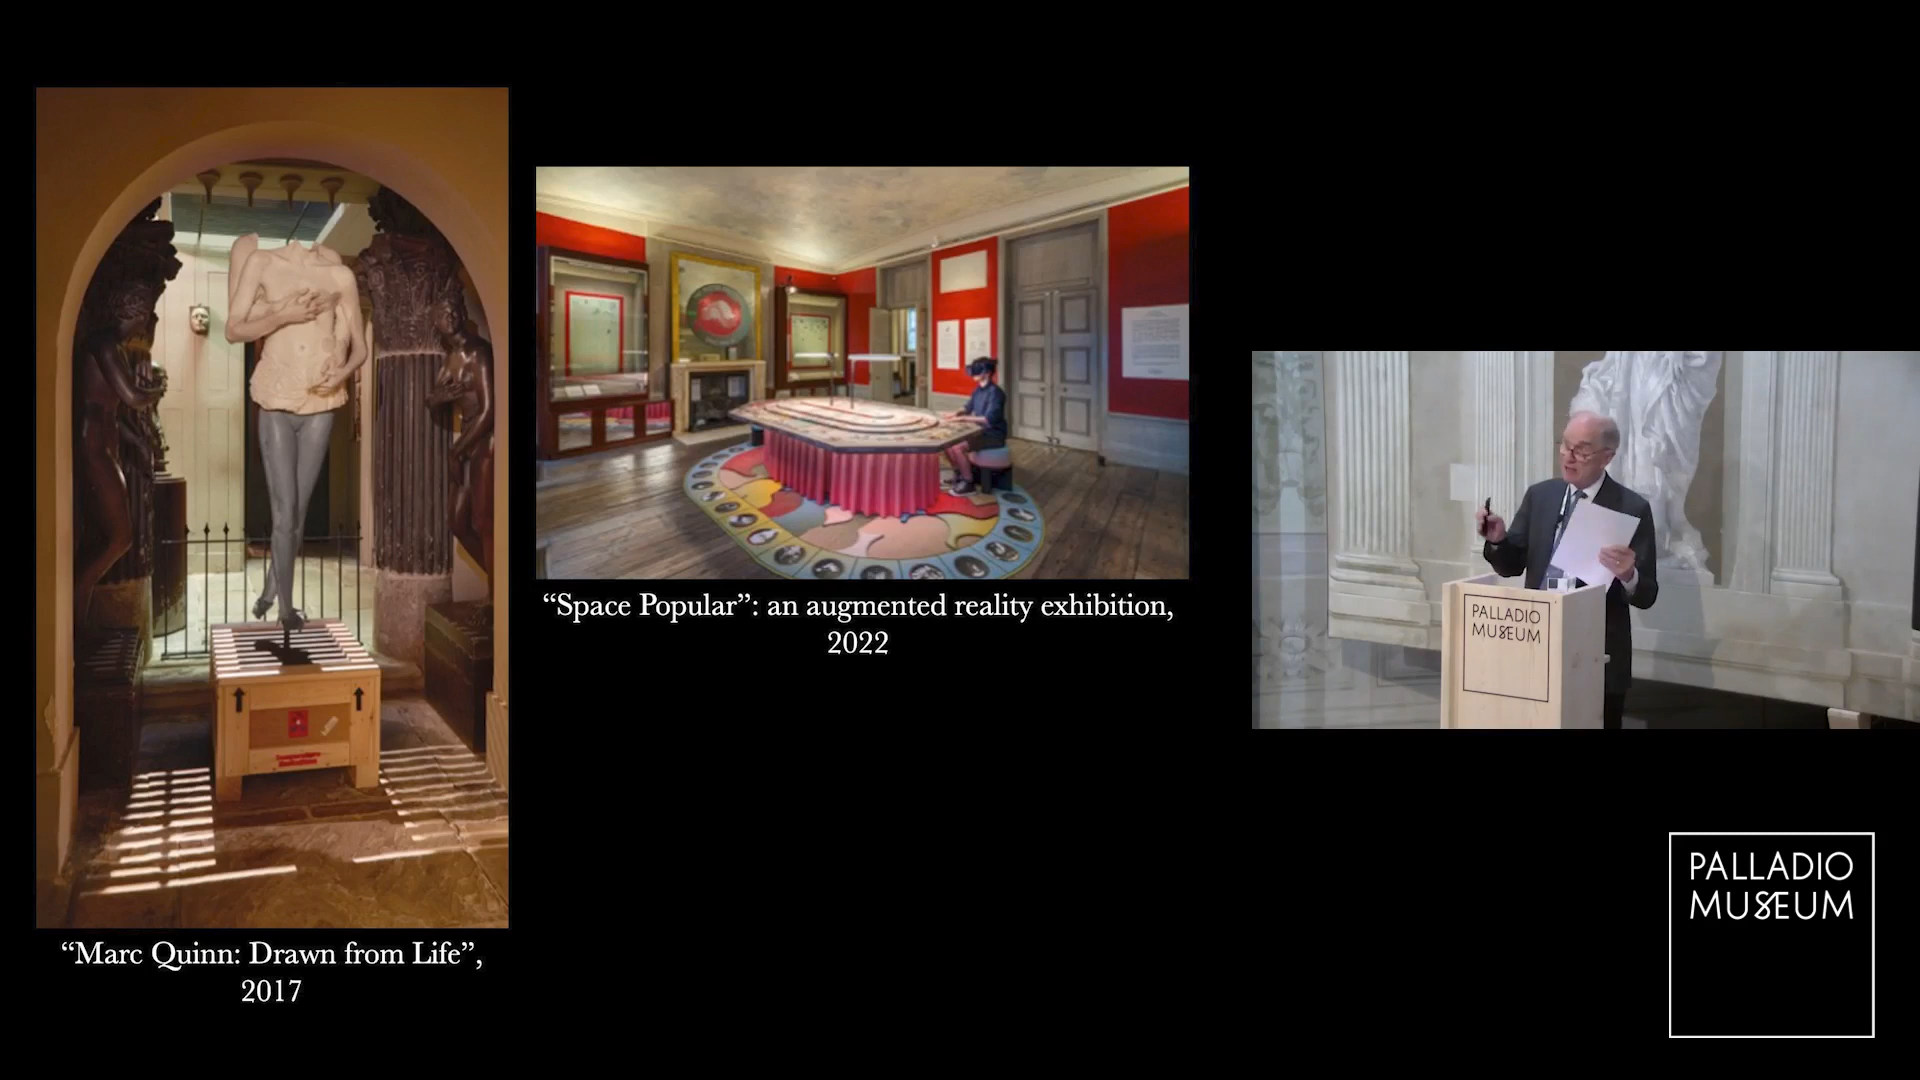 “Marc Quinn: Drawn from Life”,
2017
“Space Popular”: an augmented reality exhibition,
2022
PALLADIO
MUSEUM
PALLADIO
MUSEUM